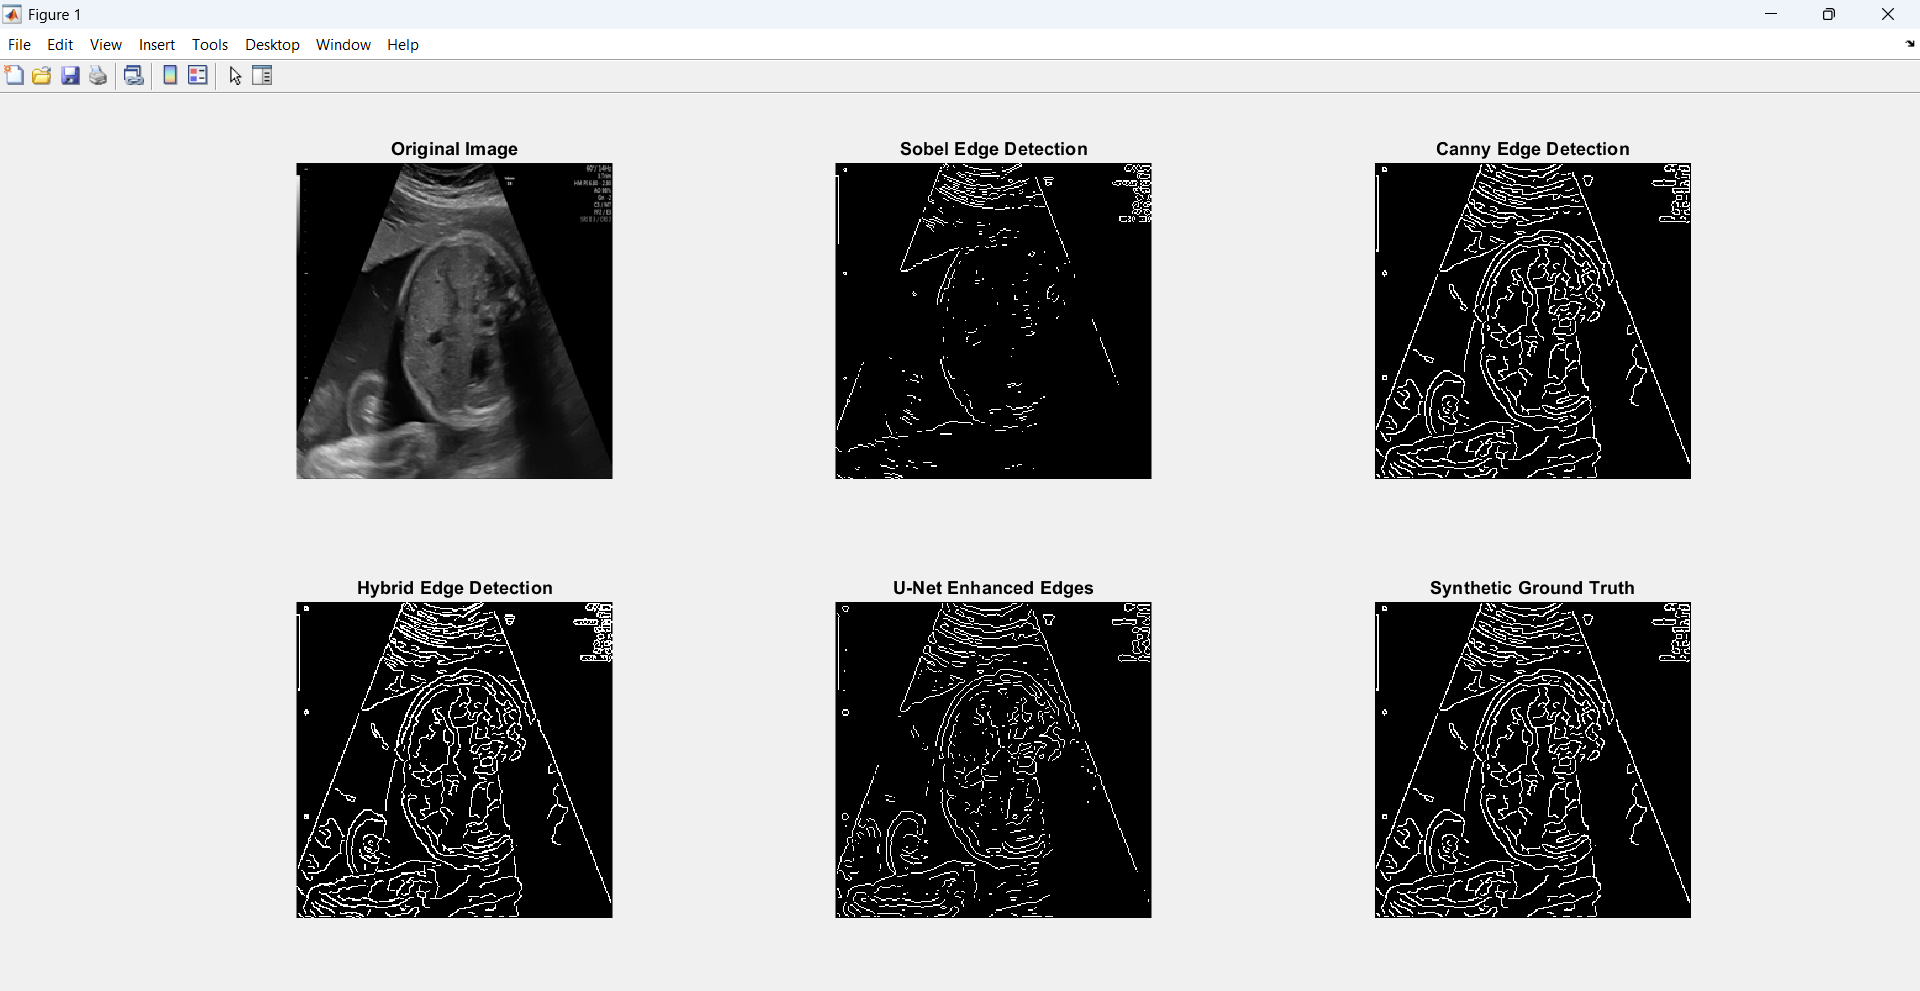 Figure 1
File Edit View Insert Tools Desktop Window Help
Original Image
Sobel Edge Detection
Canny Edge Detection
Hybrid Edge Detection
U-Net Enhanced Edges
Synthetic Ground Truth